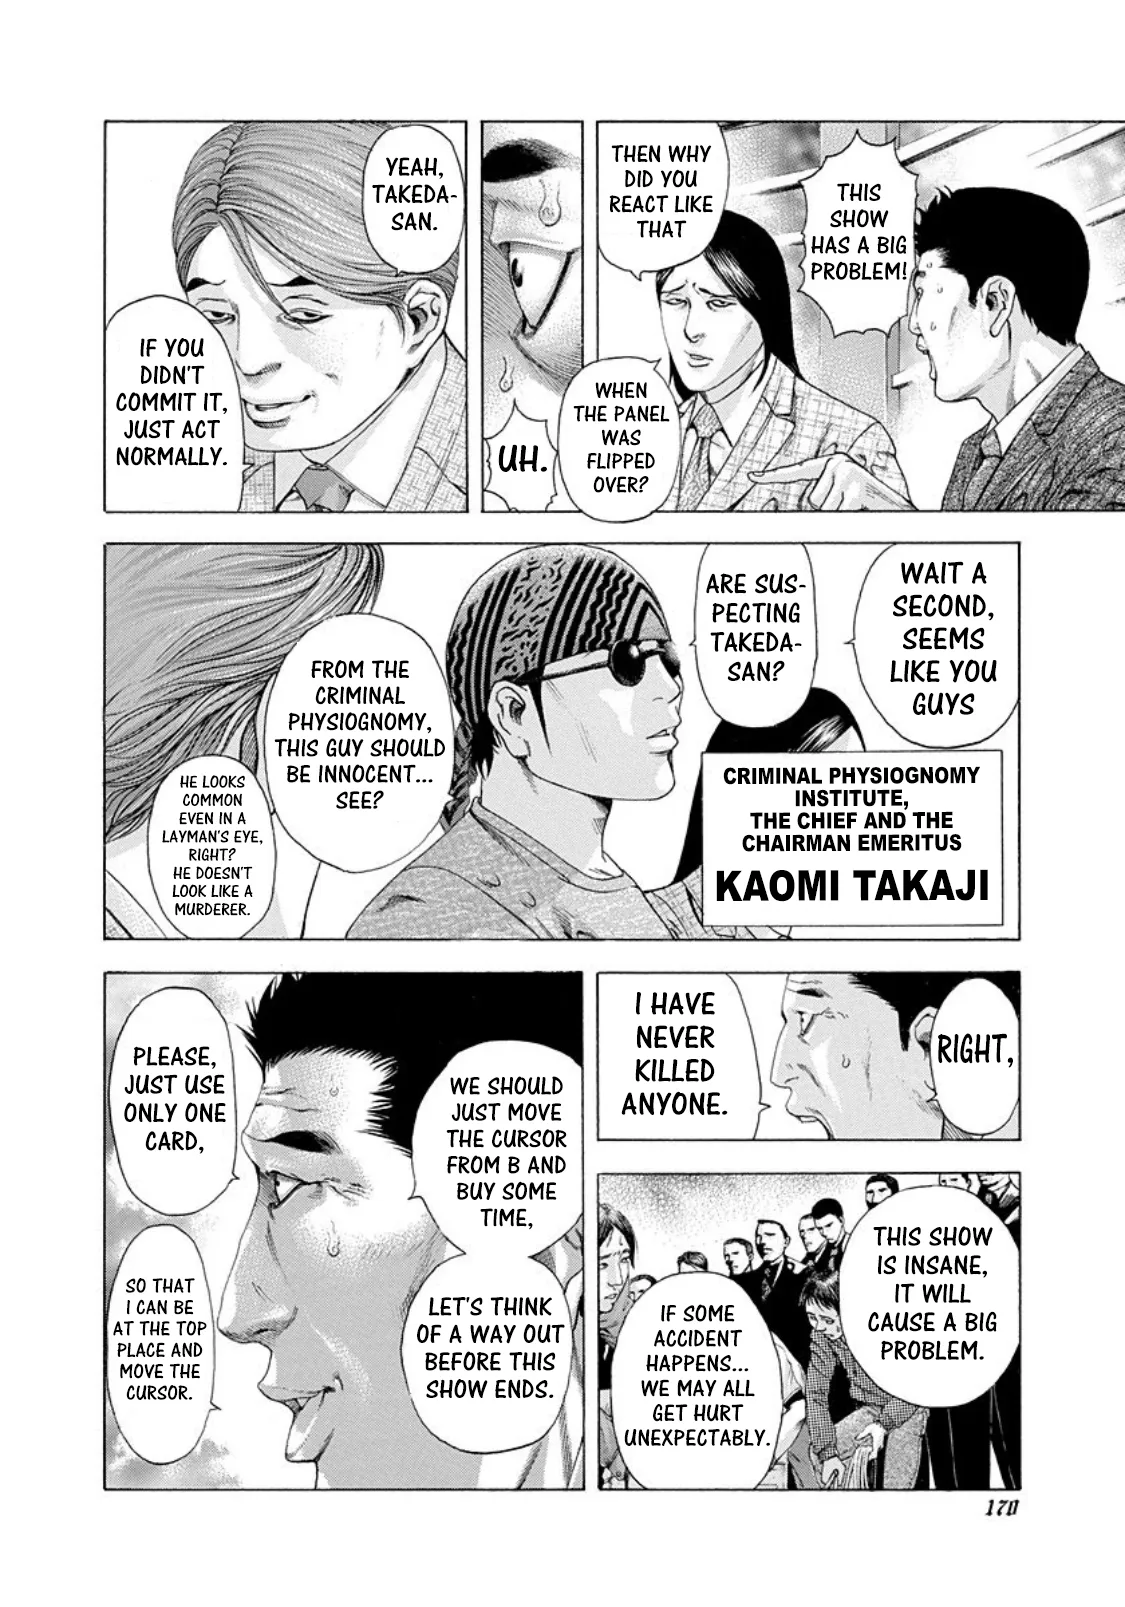 THIS
SHOW
HAS A BIG
PROBLEM!
THEN WHY
DID YOU
REACT LIKE
THAT
WHEN
THE PANEL
WAS
FLIPPED
OVER?
UH.
YEAH,
TAKEDA-
SAN.
IF YOU
DIDN'T
COMMIT IT,
JUST ACT
NORMALLY.
WAIT A
SECOND,
SEEMS
LIKE YOU
GUYS
ARE SUS-
PECTING
TAKEDA-
SAN?
CRIMINAL PHYSIOGNOMY
INSTITUTE,
THE CHIEF AND THE
CHAIRMAN EMERITUS
KAOMI TAKAJI
FROM THE
CRIMINAL
PHYSIOGNOMY,
THIS GUY SHOULD
BE INNOCENT...
SEE?
HE LOOKS
COMMON
EVEN IN A
LAYMAN'S EYE,
RIGHT?
HE DOESN'T
LOOK LIKE A
MURDERER.
RIGHT,
I HAVE
NEVER
KILLED
ANYONE.
THIS SHOW
IS INSANE,
IT WILL
CAUSE A BIG
PROBLEM.
IF SOME
ACCIDENT
HAPPENS...
WE MAY ALL
GET HURT
UNEXPECTABLY.
WE SHOULD
JUST MOVE
THE CURSOR
FROM B AND
BUY SOME
TIME,
LET'S THINK
OF A WAY OUT
BEFORE THIS
SHOW ENDS.
PLEASE,
JUST USE
ONLY ONE
CARD,
SO THAT
I CAN BE
AT THE TOP
PLACE AND
MOVE THE
CURSOR.
170